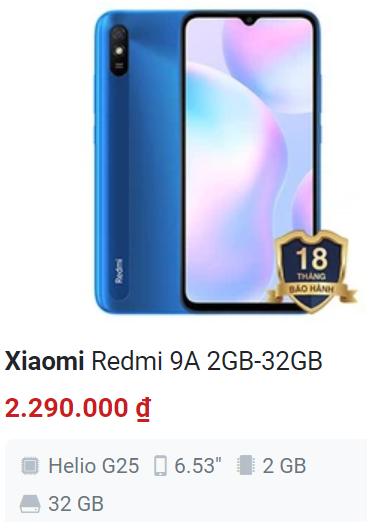 Redmi
18
THÁNG
BẢO HÀNH
Xiaomi Redmi 9A 2GB-32GB
2.290.000 ₫
Helio G25 6.53" 2 GB
32 GB